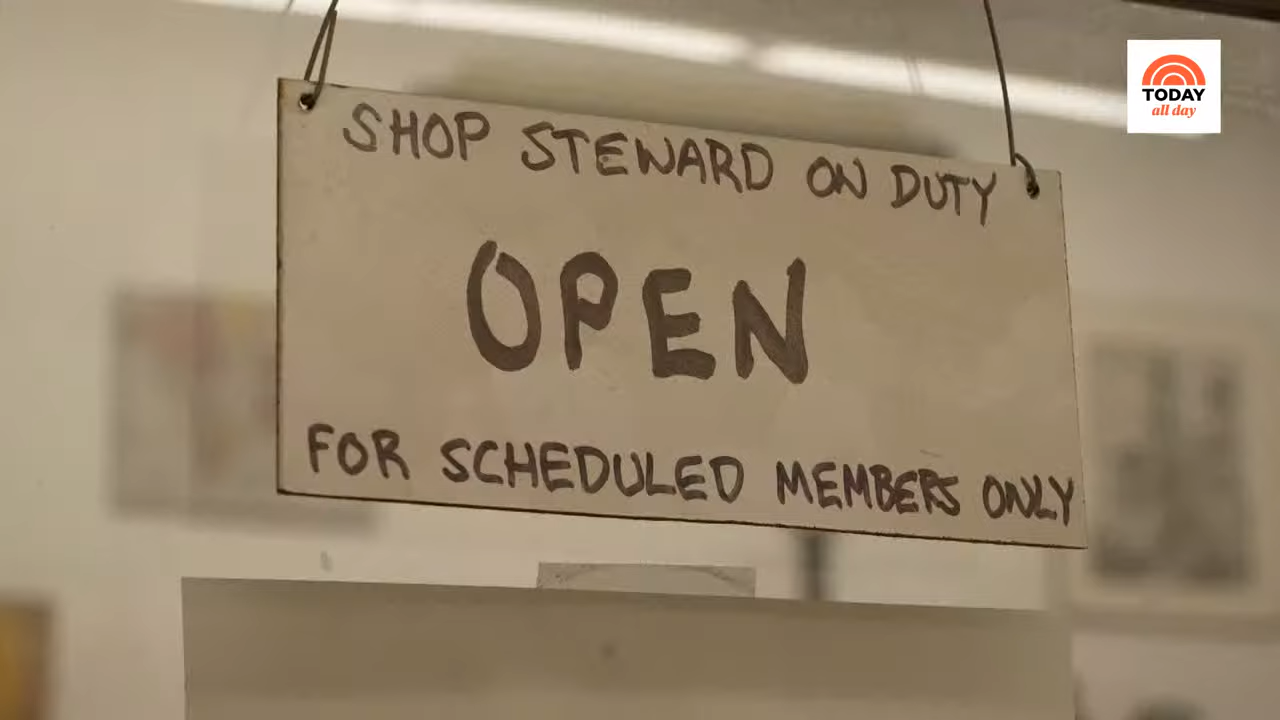 SHOP STEWARD ON DUTY
OPEN
FOR SCHEDULED MEMBERS ONLY
TODAY
all day